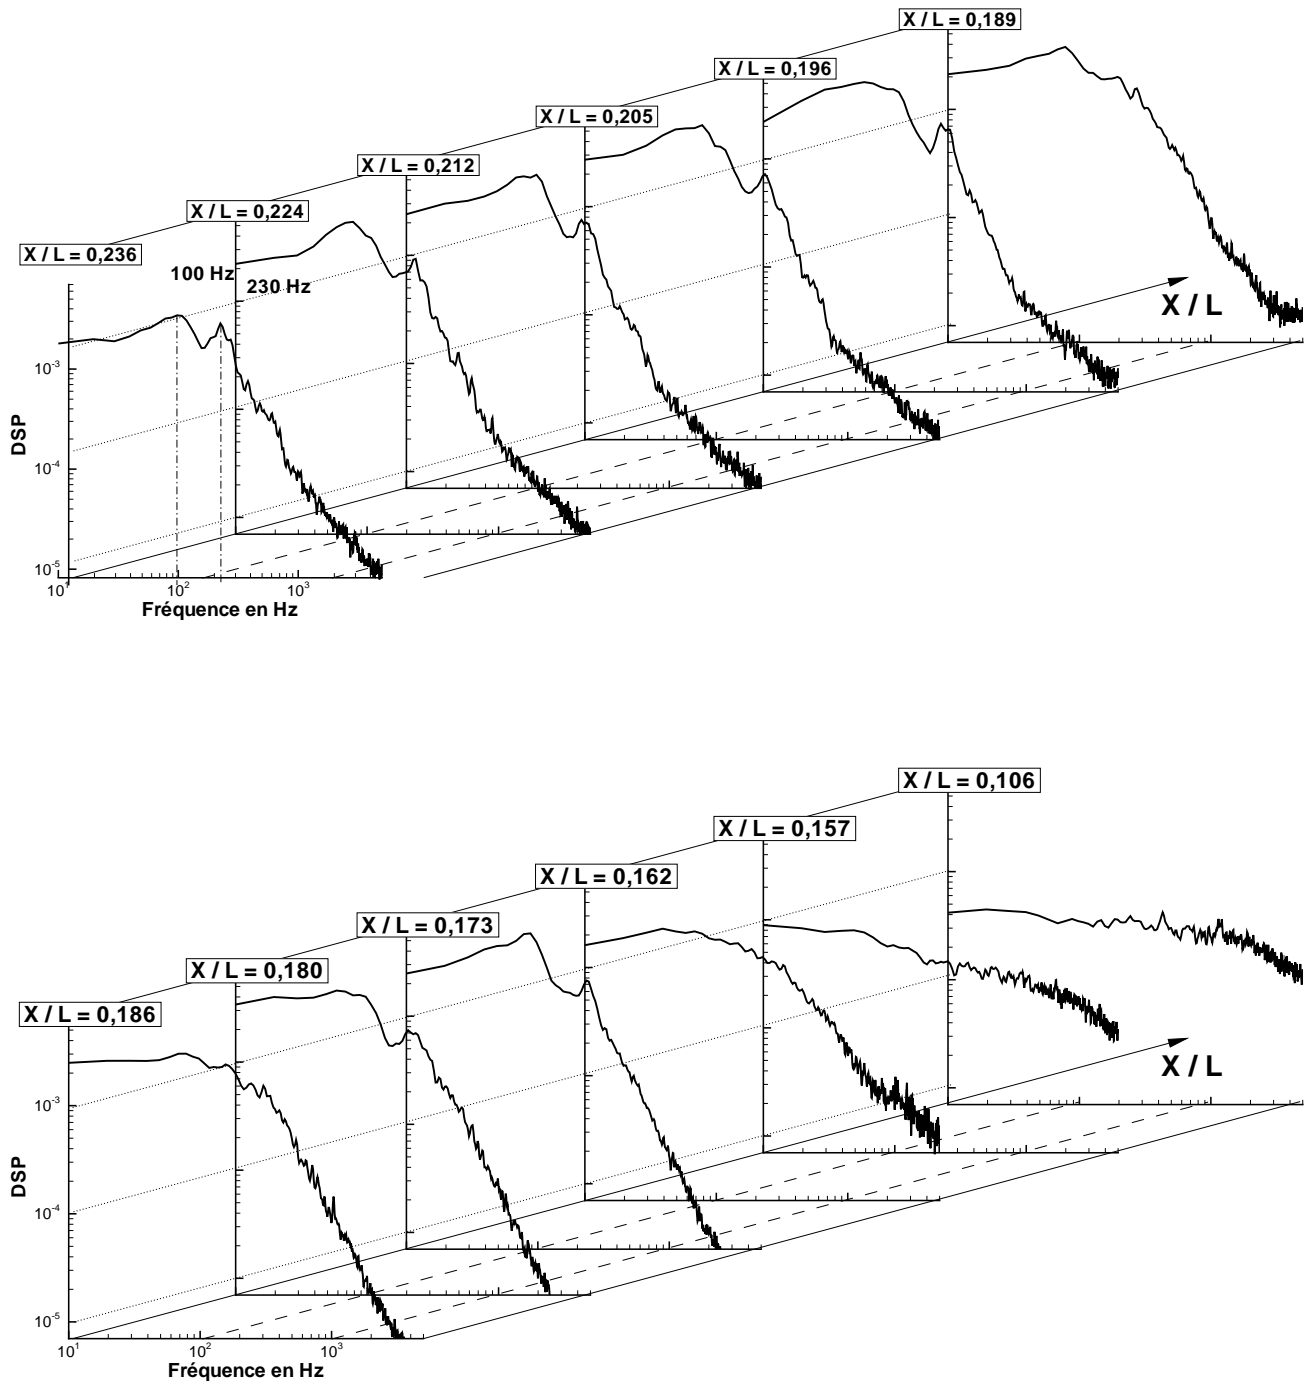 X / L = 0,189
X / L = 0,196
X / L = 0,205
X / L = 0,212
X / L = 0,224
X / L = 0,236
100 Hz
230 Hz
X / L
10⁻³
10⁻⁴
10⁻⁵
DSP
10¹ 10² 10³
Fréquence en Hz
X / L = 0,106
X / L = 0,157
X / L = 0,162
X / L = 0,173
X / L = 0,180
X / L = 0,186
X / L
10⁻³
10⁻⁴
10⁻⁵
DSP
10¹ 10² 10³
Fréquence en Hz